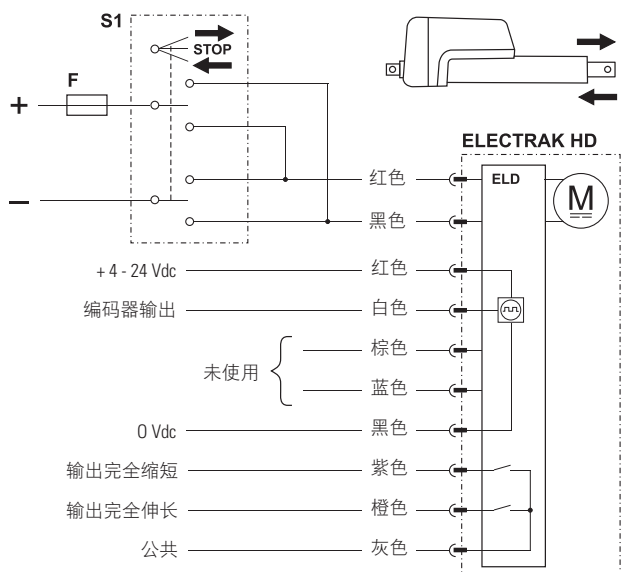 S1
STOP
F
+
−
ELECTRAK HD
ELD
M
红色
黑色
+ 4 - 24 Vdc
红色
编码器输出
白色
未使用
棕色
蓝色
0 Vdc
黑色
输出完全缩短
紫色
输出完全伸长
橙色
公共
灰色